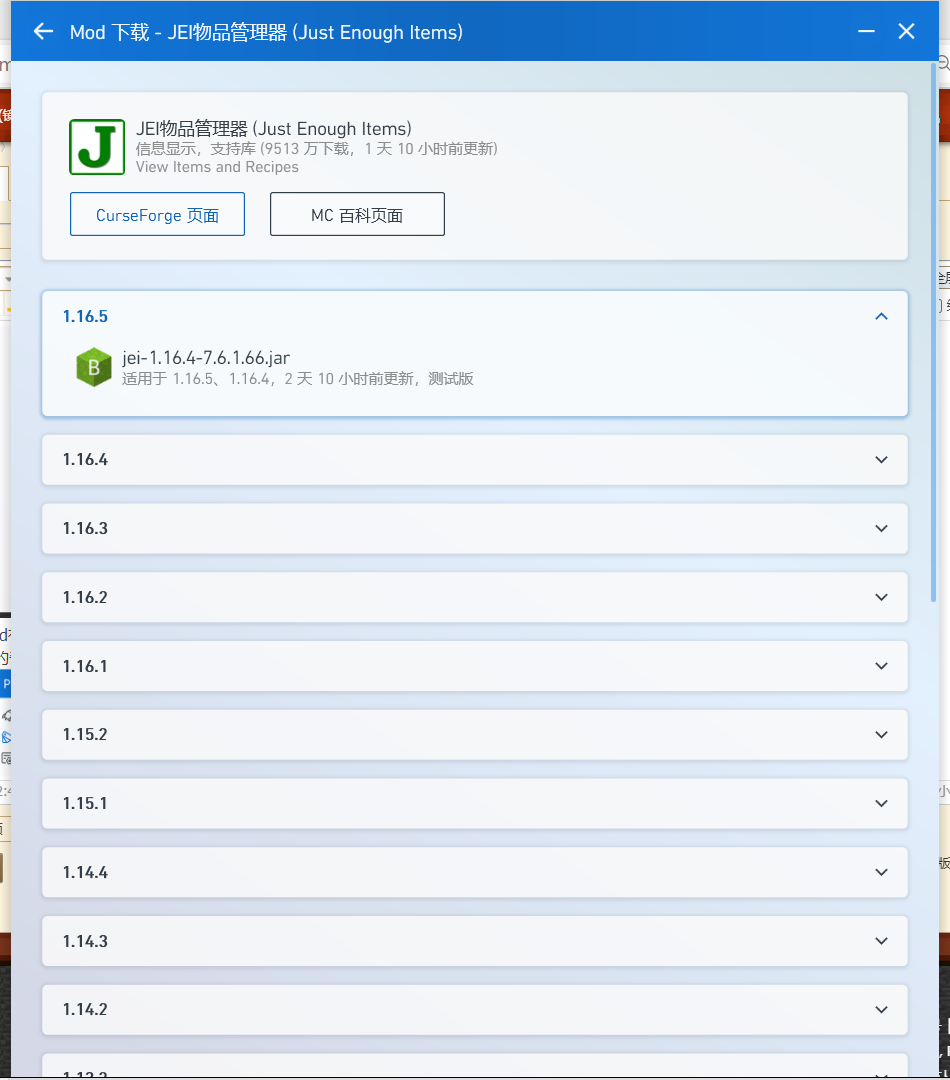 Mod 下载 - JEI物品管理器 (Just Enough Items)
JEI物品管理器 (Just Enough Items)
信息显示，支持库 (9513 万下载，1 天 10 小时前更新)
View Items and Recipes
CurseForge 页面
MC 百科页面
1.16.5
B
jei-1.16.4-7.6.1.66.jar
适用于 1.16.5、1.16.4，2 天 10 小时前更新，测试版
1.16.4
1.16.3
1.16.2
1.16.1
1.15.2
1.15.1
1.14.4
1.14.3
1.14.2